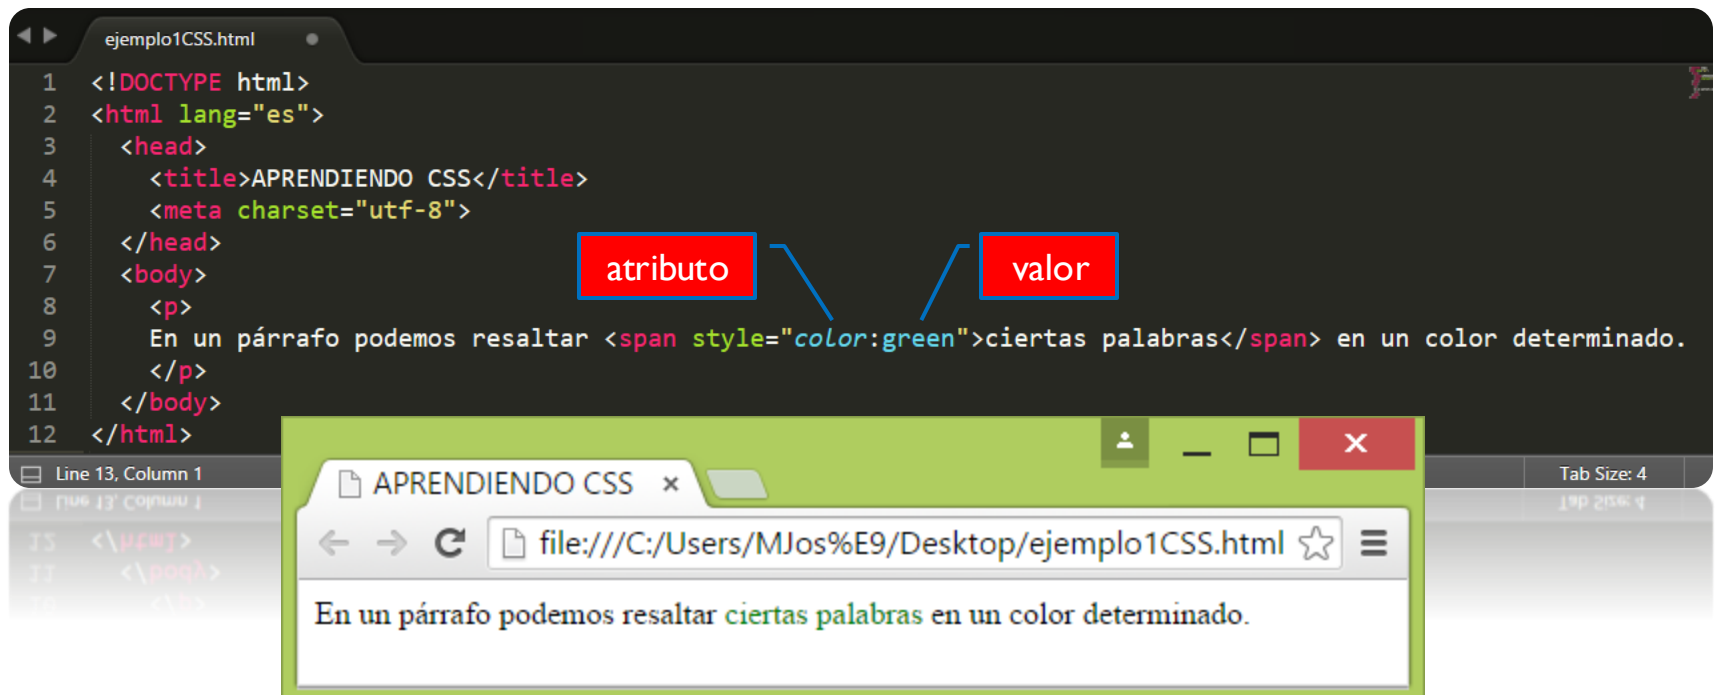 ejemplo1CSS.html
1 <!DOCTYPE html>
2 <html lang="es">
3 <head>
4 <title>APRENDIENDO CSS</title>
5 <meta charset="utf-8">
6 </head>
7 <body>
atributo
valor
8 <p>
9 En un párrafo podemos resaltar <span style="color:green">ciertas palabras</span> en un color determinado.
10 </p>
11 </body>
12 </html>
Line 13, Column 1
Tab Size: 4
APRENDIENDO CSS
file:///C:/Users/MJos%E9/Desktop/ejemplo1CSS.html
En un párrafo podemos resaltar ciertas palabras en un color determinado.